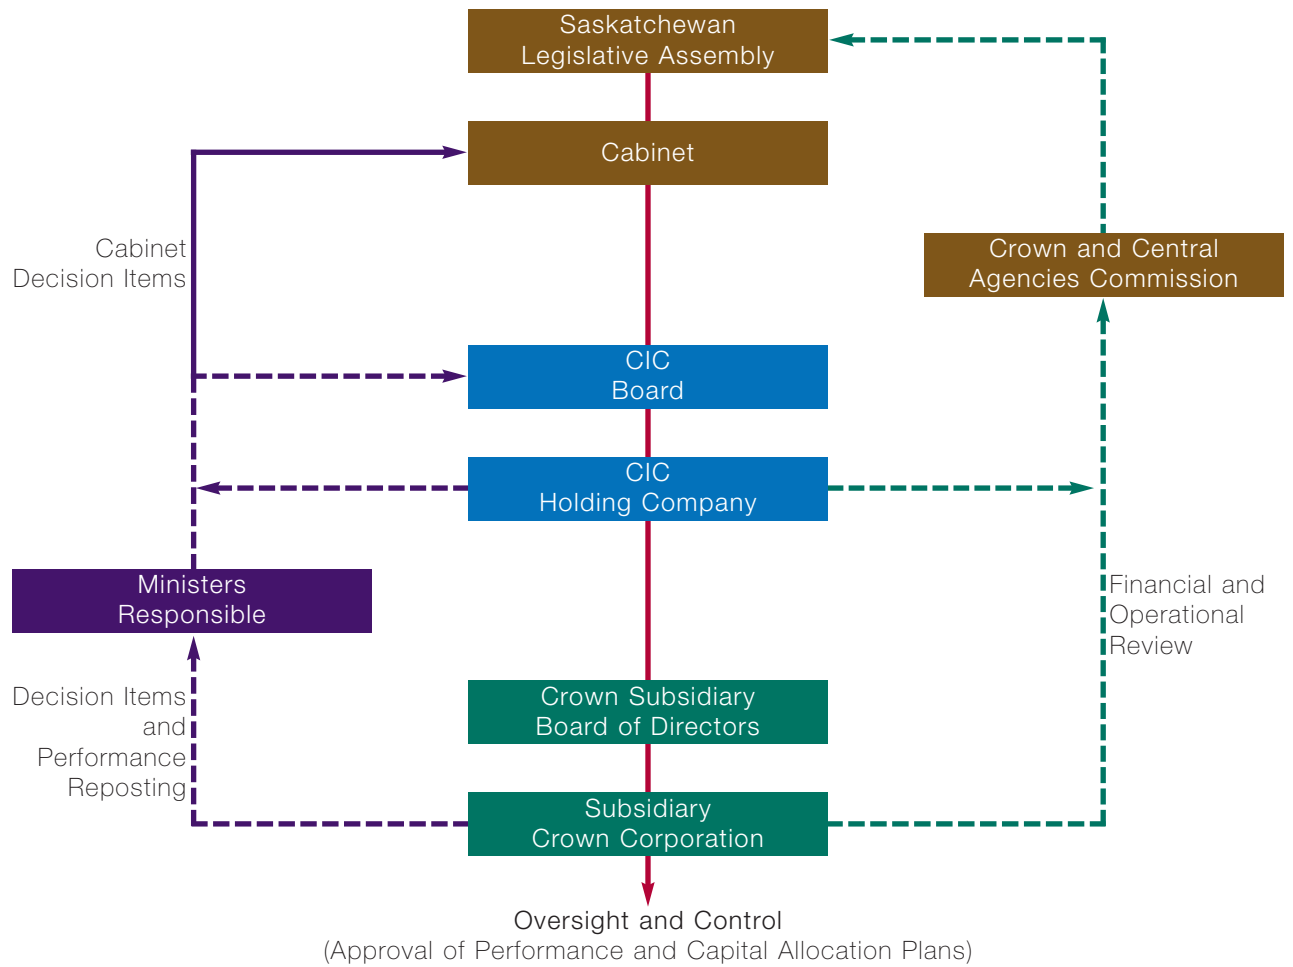 Saskatchewan
Legislative Assembly
Cabinet
Cabinet
Decision Items
Crown and Central
Agencies Commission
CIC
Board
CIC
Holding Company
Ministers
Responsible
Financial and
Operational
Review
Decision Items
and
Performance
Reposting
Crown Subsidiary
Board of Directors
Subsidiary
Crown Corporation
Oversight and Control
(Approval of Performance and Capital Allocation Plans)